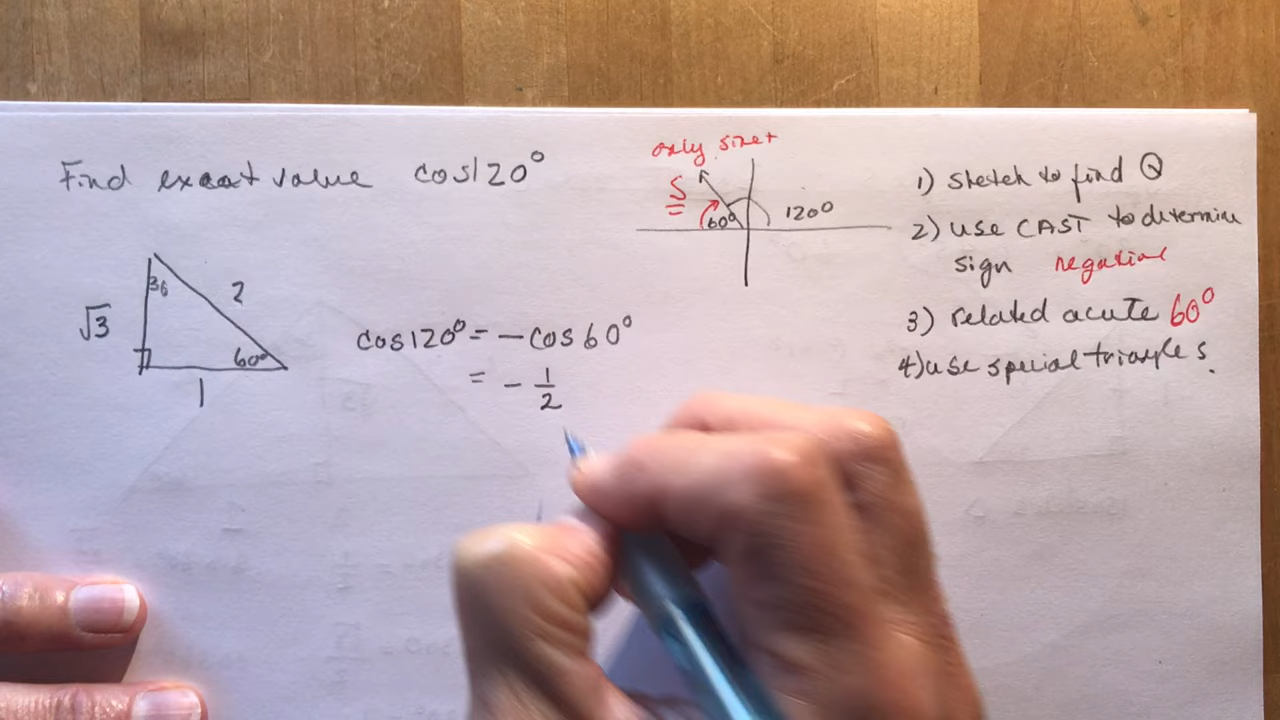 Find exact value cos120°
only sine+
S
60°
120°
1) sketch to find Q
2) use CAST to determine
sign negative
3) related acute 60°
4) use special triangles.
30
2
√3
60°
1
cos120° = -cos60°
= - 1/2